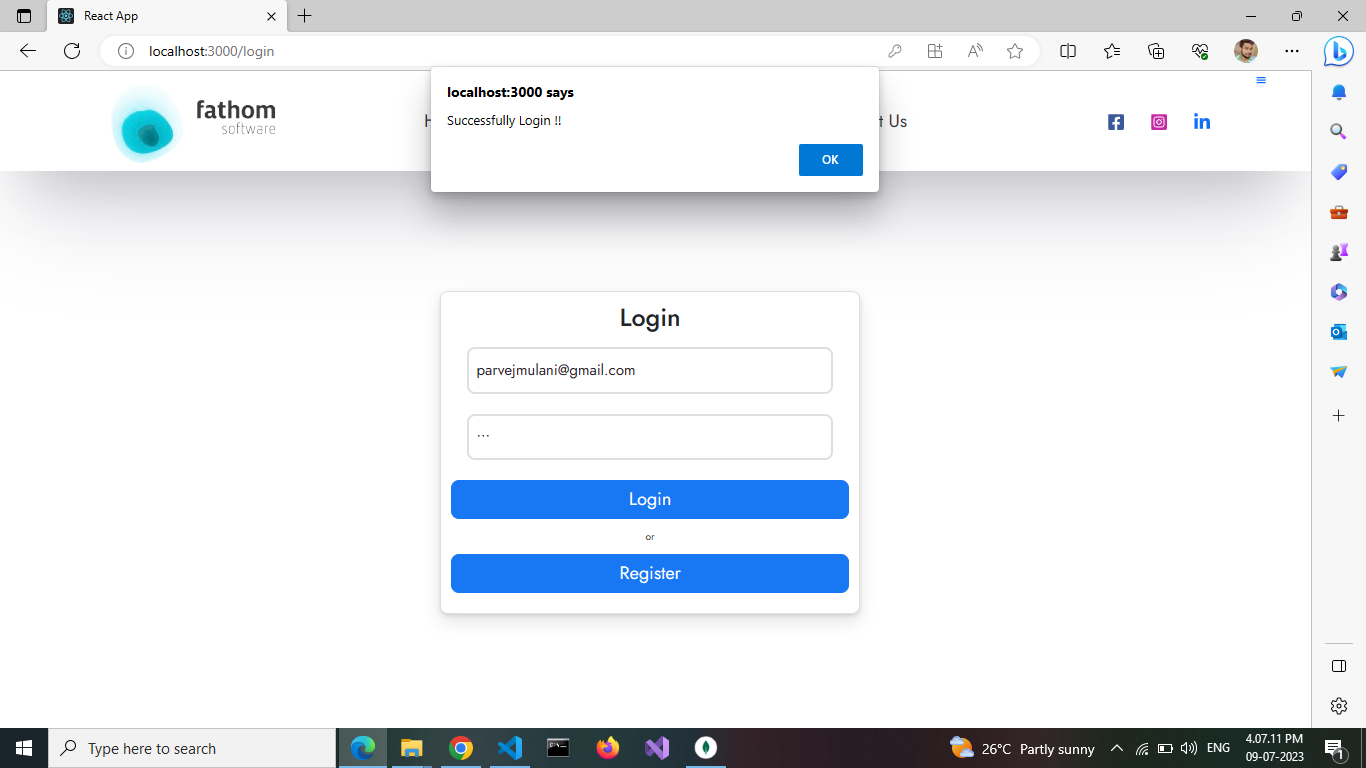 React App
localhost:3000/login
localhost:3000 says
Successfully Login !!
OK
fathom
software
H
t Us
Login
parvejmulani@gmail.com
...
Login
or
Register
Type here to search
26°C Partly sunny
ENG
4.07.11 PM
09-07-2023
1